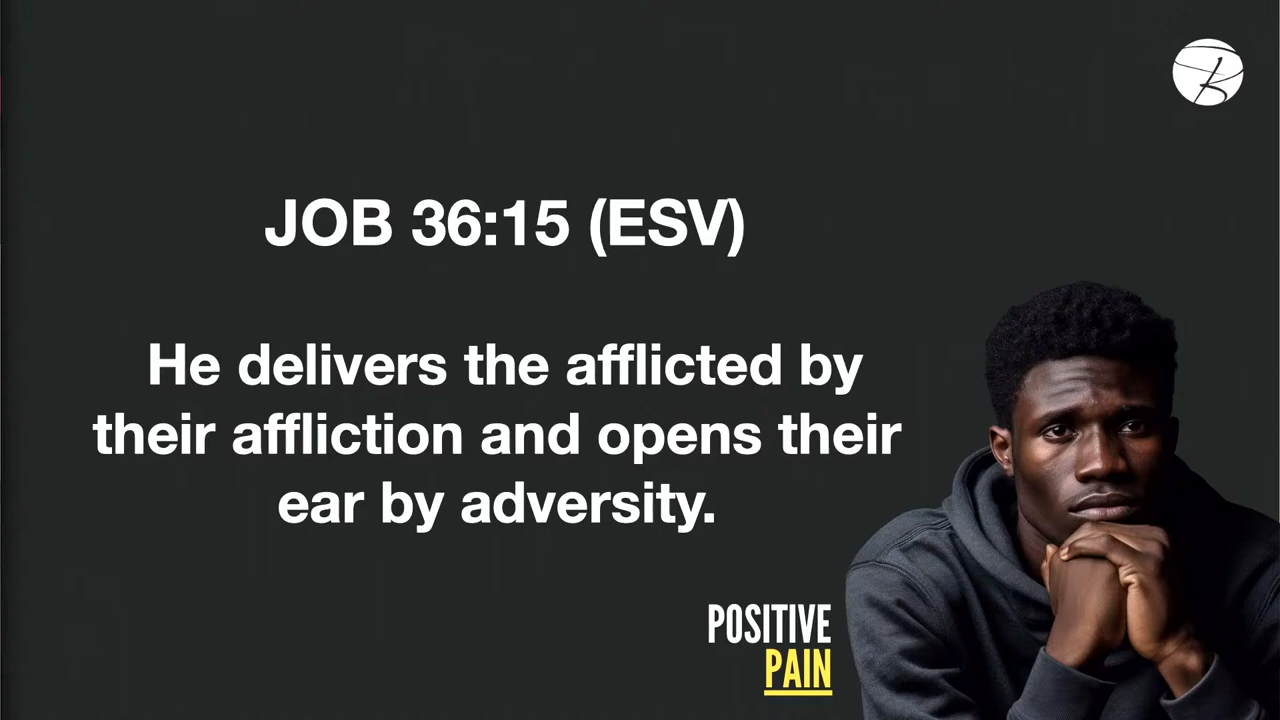 JOB 36:15 (ESV)
He delivers the afflicted by
their affliction and opens their
ear by adversity.
POSITIVE
PAIN